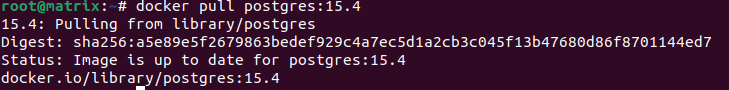 root@matrix:~# docker pull postgres:15.4
15.4: Pulling from library/postgres
Digest: sha256:a5e89e5f2679863bedef929c4a7ec5d1a2cb3c045f13b47680d86f8701144ed7
Status: Image is up to date for postgres:15.4
docker.io/library/postgres:15.4